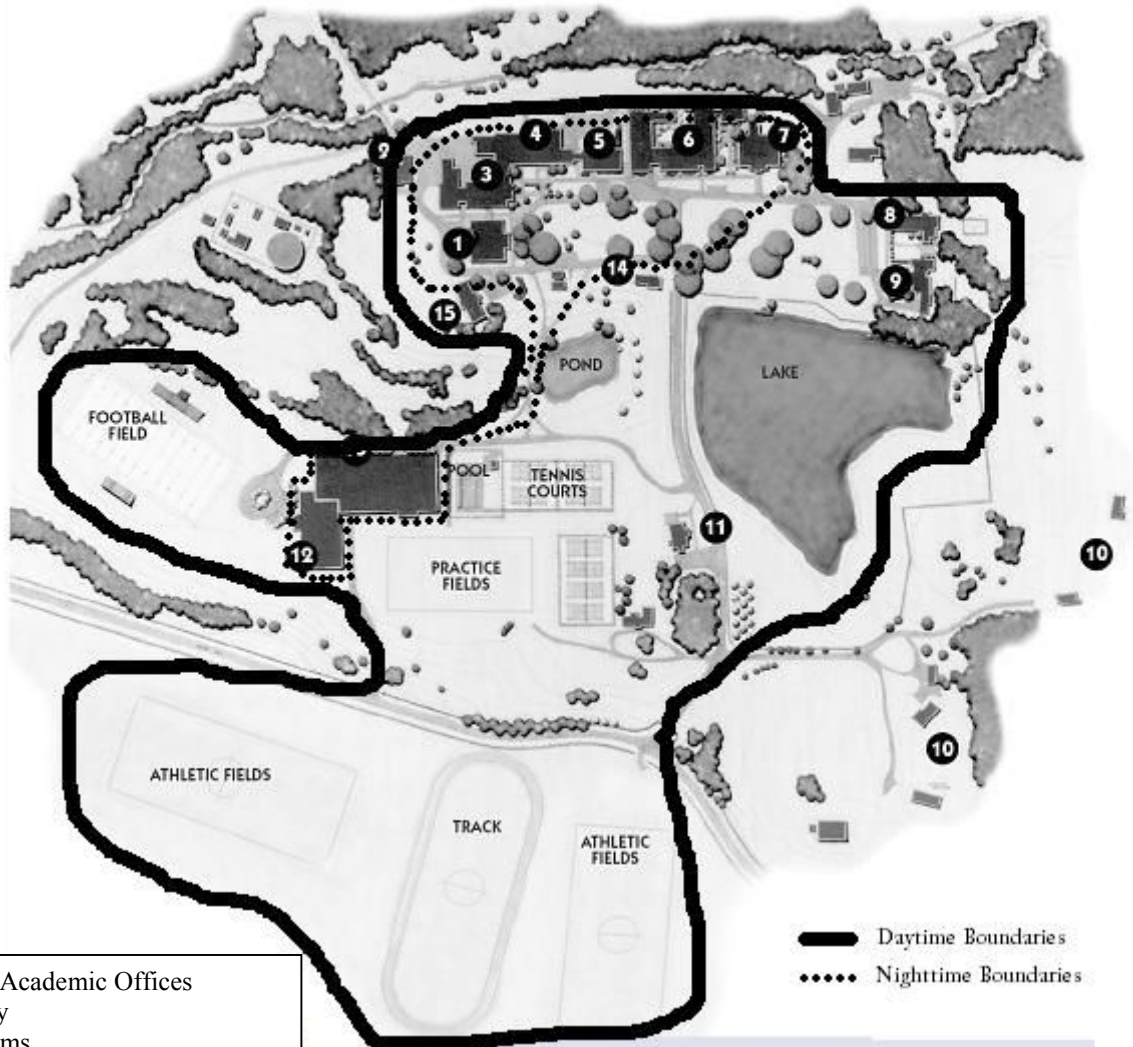 4
5
6
7
2
3
8
1
9
14
15
POND
LAKE
FOOTBALL
FIELD
POOL
TENNIS
COURTS
11
12
10
PRACTICE
FIELDS
10
ATHLETIC FIELDS
TRACK
ATHLETIC
FIELDS
Daytime Boundaries
Nighttime Boundaries
Academic Offices